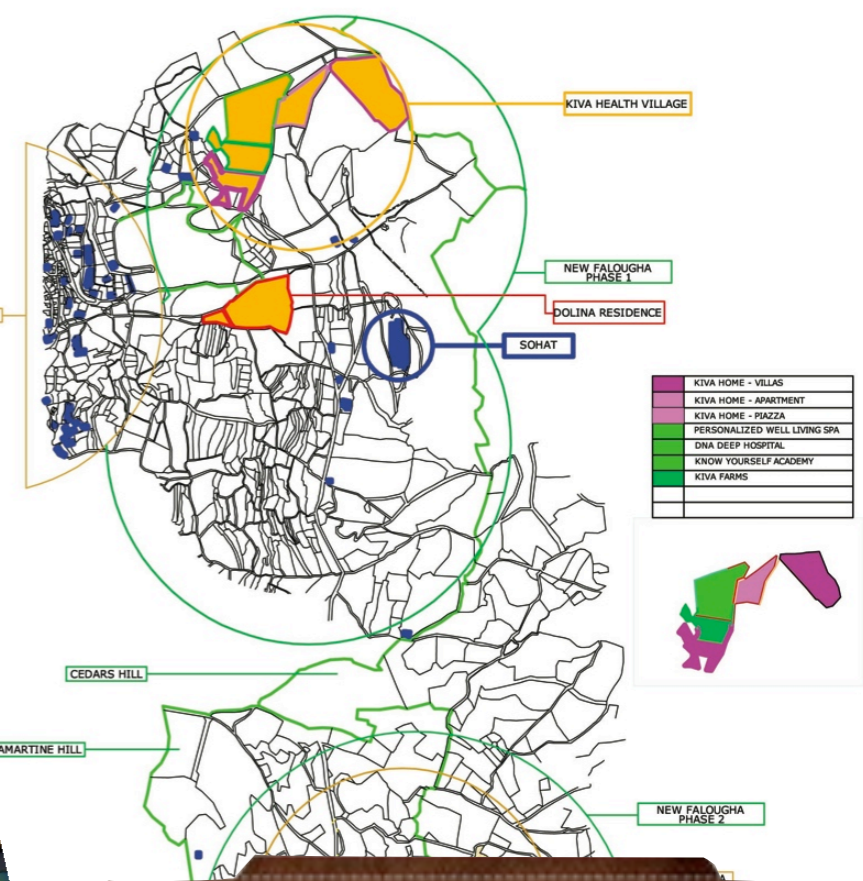 KIVA HEALTH VILLAGE
NEW FALOUGHA
PHASE 1
DOLINA RESIDENCE
SOHAT
KIVA HOME - VILLAS
KIVA HOME - APARTMENT
KIVA HOME - PIAZZA
PERSONALIZED WELL LIVING SPA
DNA DEEP HOSPITAL
KNOW YOURSELF ACADEMY
KIVA FARMS
CEDARS HILL
AMARTINE HILL
NEW FALOUGHA
PHASE 2